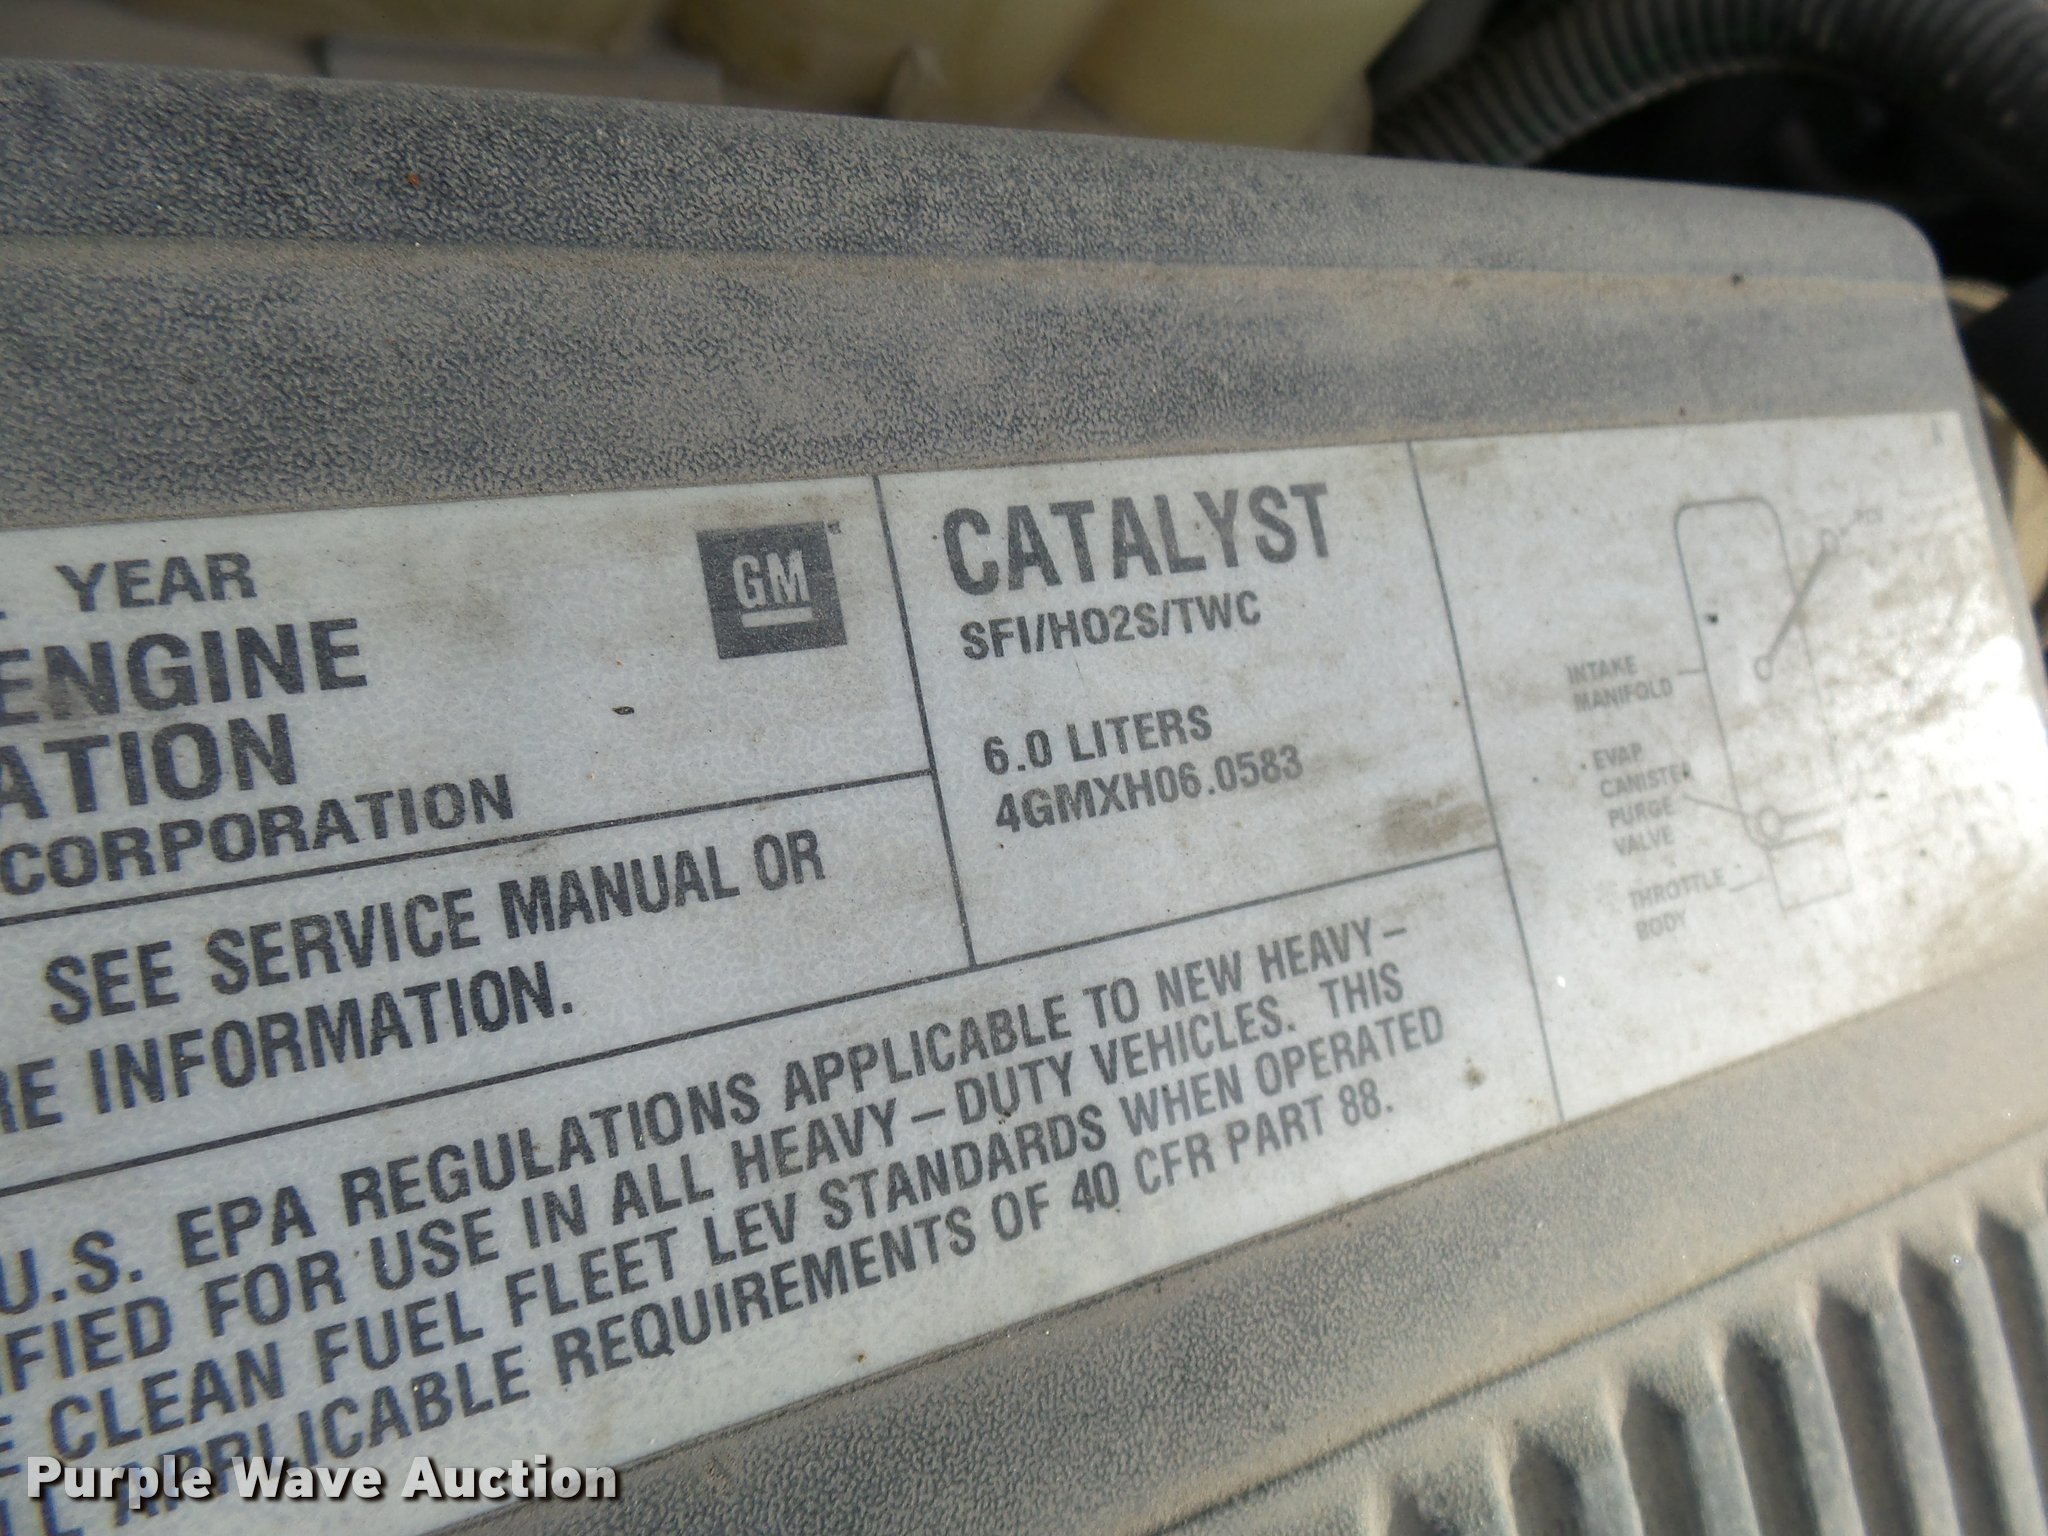 YEAR
ENGINE
ATION
CORPORATION
GM
SEE SERVICE MANUAL OR
RE INFORMATION.
CATALYST
SFI/HO2S/TWC
6.0 LITERS
4GMXH06.0583
INTAKE
MANIFOLD
EVAP
CANISTER
PURGE
VALVE
THROTTLE
BODY
U.S. EPA REGULATIONS APPLICABLE TO NEW HEAVY-
IFIED FOR USE IN ALL HEAVY-DUTY VEHICLES. THIS
E CLEAN FUEL FLEET LEV STANDARDS WHEN OPERATED
LL APPLICABLE REQUIREMENTS OF 40 CFR PART 88.
Purple Wave Auction